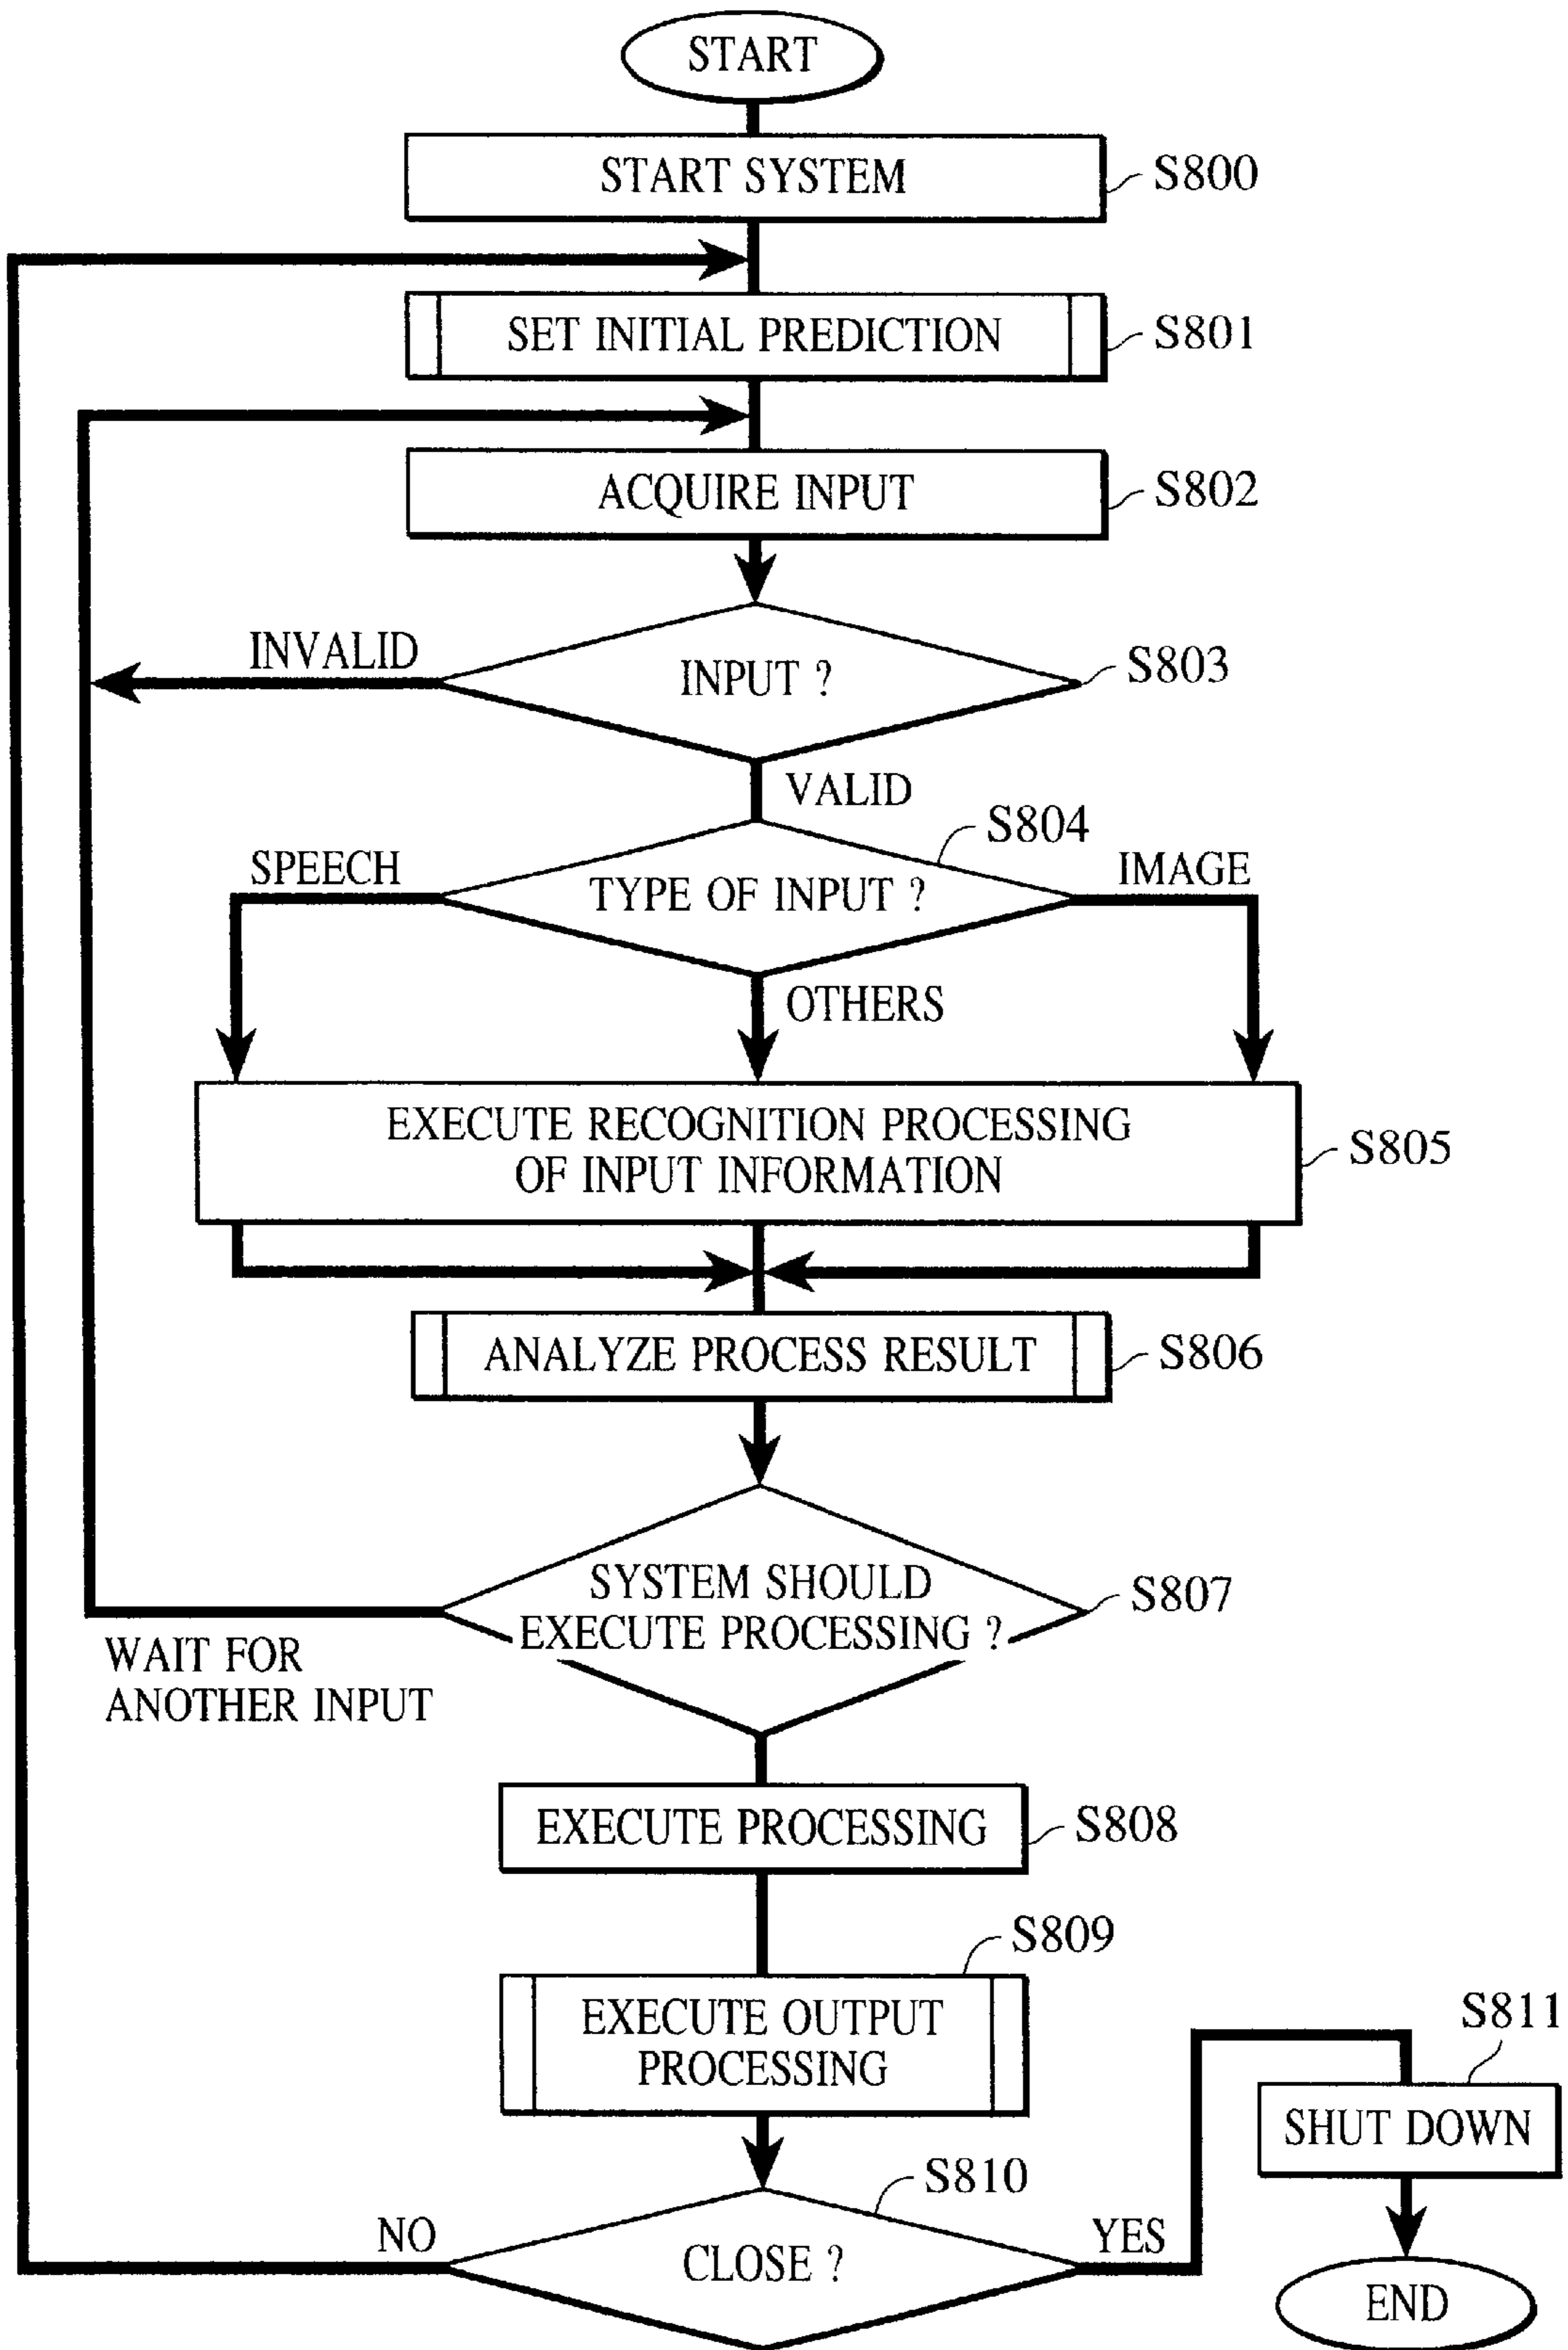 START
START SYSTEM
S800
SET INITIAL PREDICTION
S801
ACQUIRE INPUT
S802
INVALID
INPUT ?
S803
VALID
S804
SPEECH
TYPE OF INPUT ?
IMAGE
OTHERS
EXECUTE RECOGNITION PROCESSING
OF INPUT INFORMATION
S805
ANALYZE PROCESS RESULT
S806
SYSTEM SHOULD
EXECUTE PROCESSING ?
S807
WAIT FOR
ANOTHER INPUT
EXECUTE PROCESSING
S808
S809
EXECUTE OUTPUT
PROCESSING
S811
SHUT DOWN
S810
NO
CLOSE ?
YES
END